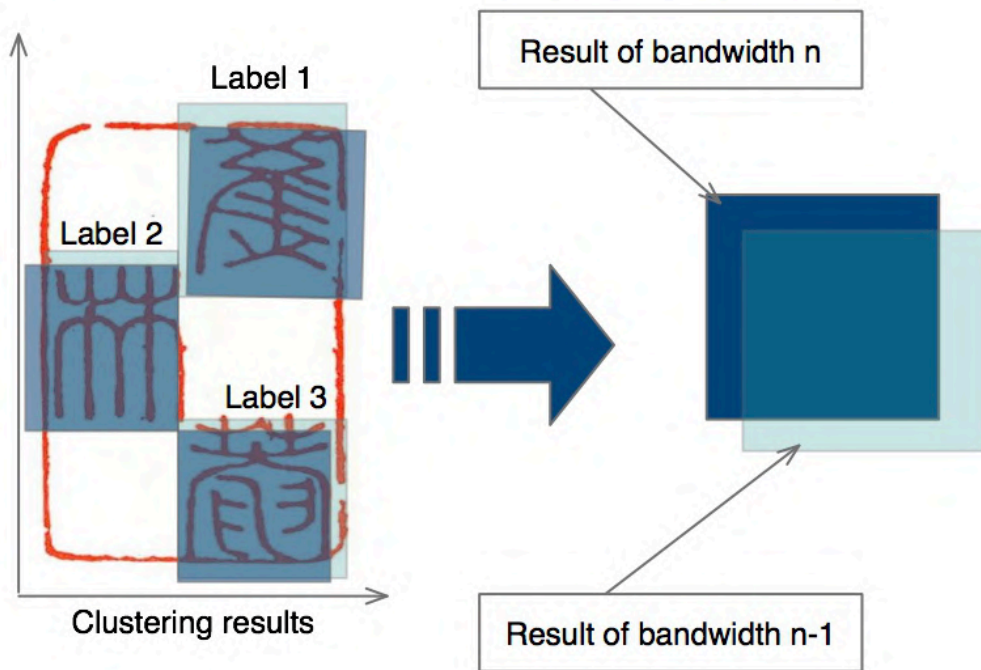 Label 1
Label 2
Label 3
Clustering results
Result of bandwidth n
Result of bandwidth n-1